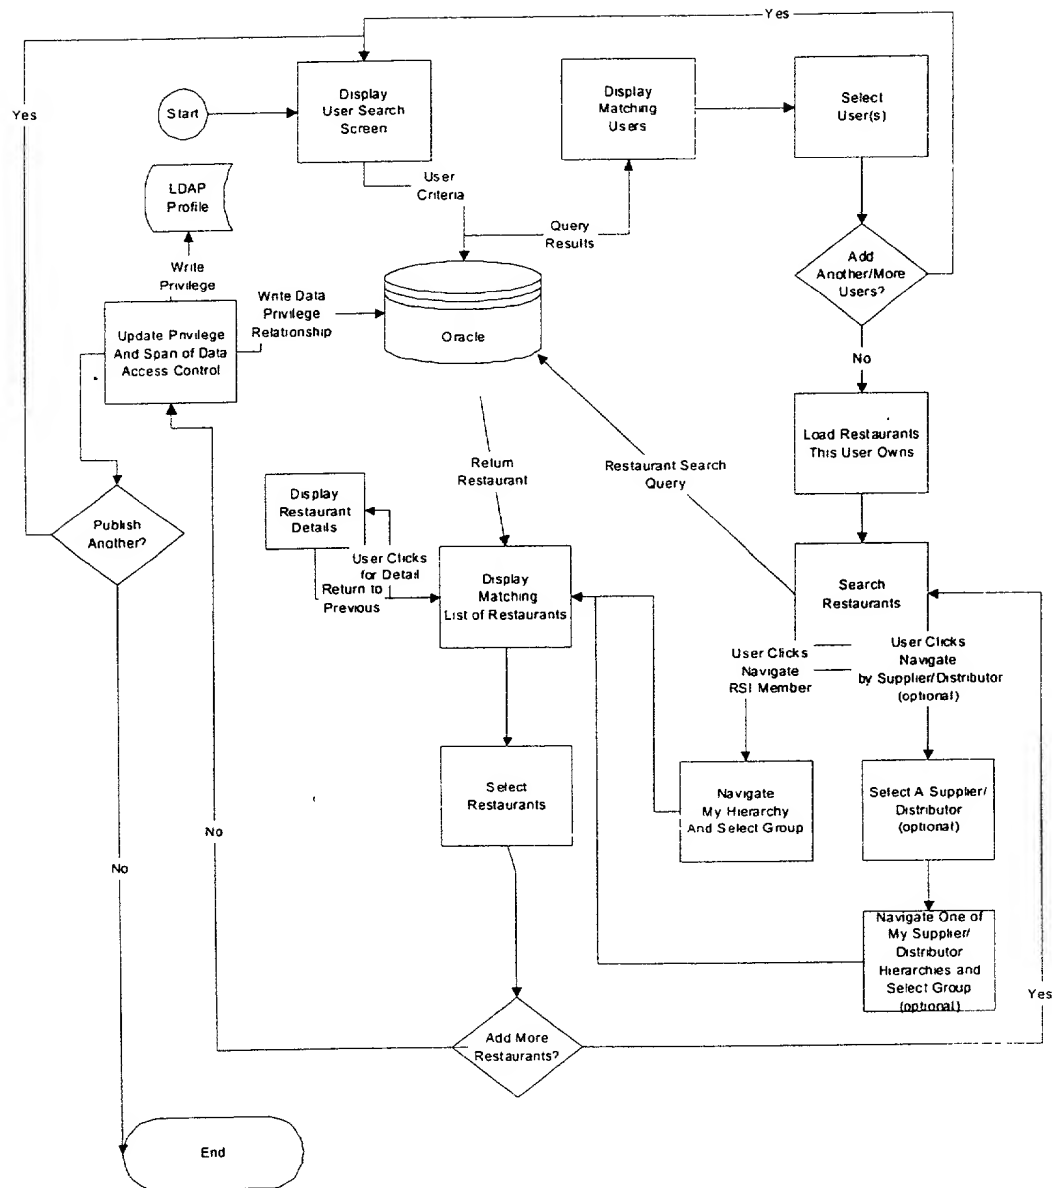 Yes
Yes
Start
Display
User Search
Screen
Display
Matching
Users
Select
User(s)
LDAP
Profile
User
Criteria
Query
Results
Add
Another/More
Users?
Write
Privilege
Write Data
Privilege
Relationship
Update Privilege
And Span of Data
Access Control
Oracle
No
Load Restaurants
This User Owns
Return
Restaurant
Restaurant Search
Query
Display
Restaurant
Details
Publish
Another?
User Clicks
for Detail
Return to
Previous
Display
Matching
List of Restaurants
Search
Restaurants
User Clicks
Navigate
RSI Member
User Clicks
Navigate
by Supplier/Distributor
(optional)
Select
Restaurants
Navigate
My Hierarchy
And Select Group
Select A Supplier/
Distributor
(optional)
No
No
Navigate One of
My Supplier/
Distributor
Hierarchies and
Select Group
(optional)
Yes
Add More
Restaurants?
End